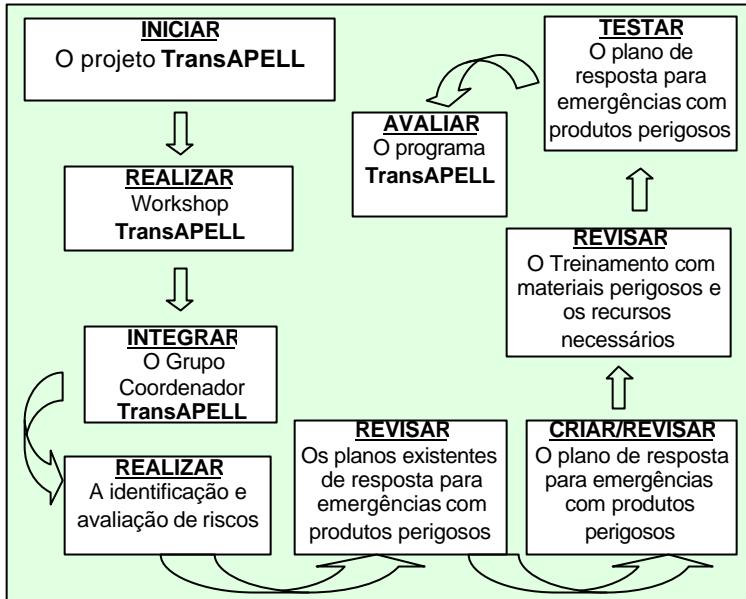 INICIAR
O projeto TransAPELL
REALIZAR
Workshop
TransAPELL
INTEGRAR
O Grupo
Coordenador
TransAPELL
REALIZAR
A identificação e
avaliação de riscos
REVISAR
Os planos existentes
de resposta para
emergências com
produtos perigosos
CRIAR/REVISAR
O plano de resposta
para emergências
com produtos
perigosos
REVISAR
O Treinamento com
materiais perigosos e
os recursos
necessários
TESTAR
O plano de
resposta para
emergências com
produtos perigosos
AVALIAR
O programa
TransAPELL